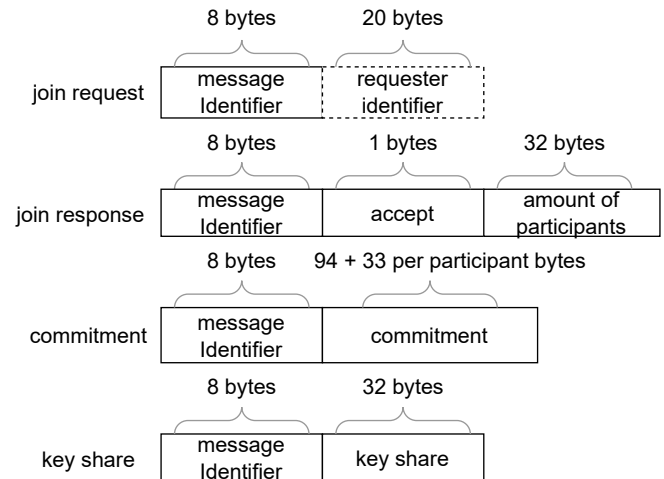 8 bytes 20 bytes
join request message Identifier requester identifier
8 bytes 1 bytes 32 bytes
join response message Identifier accept amount of participants
8 bytes 94 + 33 per participant bytes
commitment message Identifier commitment
8 bytes 32 bytes
key share message Identifier key share